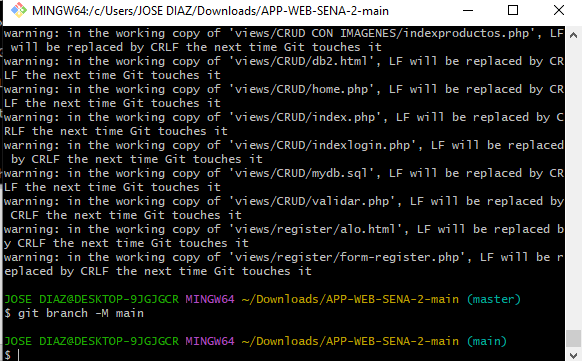 MINGW64:/c/Users/JOSE DIAZ/Downloads/APP-WEB-SENA-2-main
warning: in the working copy of 'views/CRUD CON IMAGENES/indexproductos.php', LF
 will be replaced by CRLF the next time Git touches it
warning: in the working copy of 'views/CRUD/db2.html', LF will be replaced by CR
LF the next time Git touches it
warning: in the working copy of 'views/CRUD/home.php', LF will be replaced by CR
LF the next time Git touches it
warning: in the working copy of 'views/CRUD/index.php', LF will be replaced by C
RLF the next time Git touches it
warning: in the working copy of 'views/CRUD/indexlogin.php', LF will be replaced
 by CRLF the next time Git touches it
warning: in the working copy of 'views/CRUD/mydb.sql', LF will be replaced by CR
LF the next time Git touches it
warning: in the working copy of 'views/CRUD/validar.php', LF will be replaced by
 CRLF the next time Git touches it
warning: in the working copy of 'views/register/alo.html', LF will be replaced b
y CRLF the next time Git touches it
warning: in the working copy of 'views/register/form-register.php', LF will be r
eplaced by CRLF the next time Git touches it
JOSE DIAZ@DESKTOP-9JGJGCR MINGW64 ~/Downloads/APP-WEB-SENA-2-main (master)
$ git branch -M main
JOSE DIAZ@DESKTOP-9JGJGCR MINGW64 ~/Downloads/APP-WEB-SENA-2-main (main)
$